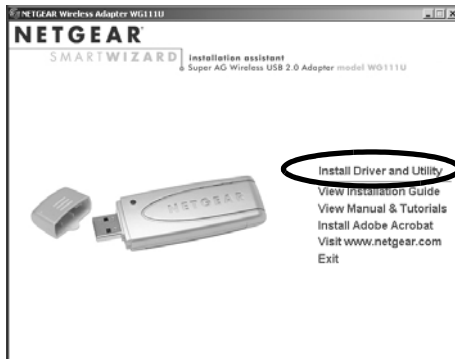 NETGEAR Wireless Adapter WG111U
NETGEAR
SMARTWIZARD
installation assistant
Super AG Wireless USB 2.0 Adapter model WG111U
NETGEAR
Install Driver and Utility
View Installation Guide
View Manual & Tutorials
Install Adobe Acrobat
Visit www.netgear.com
Exit